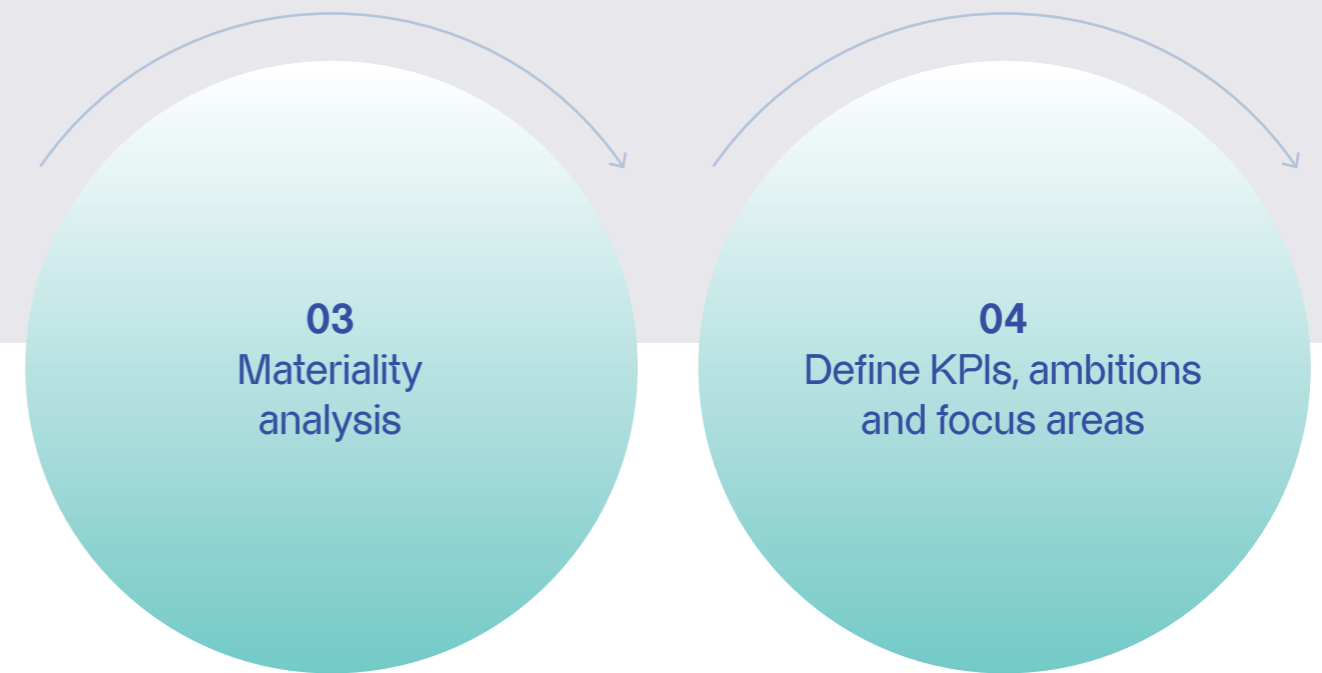 03
Materiality
analysis
04
Define KPIs, ambitions
and focus areas